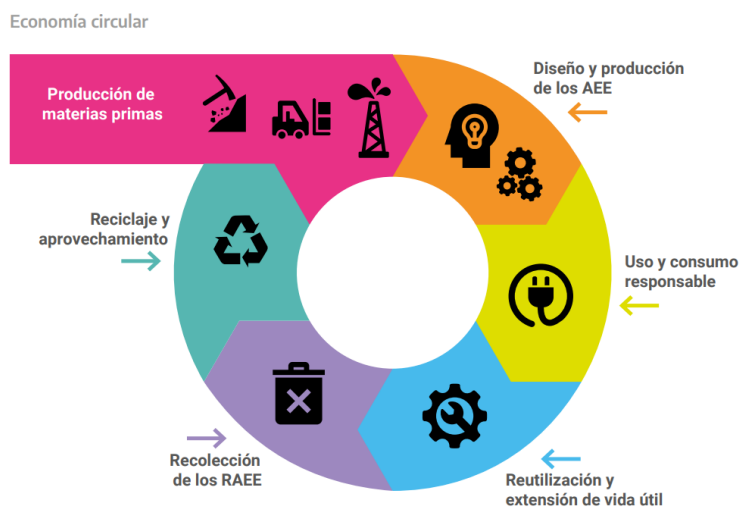 Economía circular
Producción de
materias primas
Diseño y producción
de los AEE
Uso y consumo
responsable
Reutilización y
extensión de vida útil
Recolección
de los RAEE
Reciclaje y
aprovechamiento